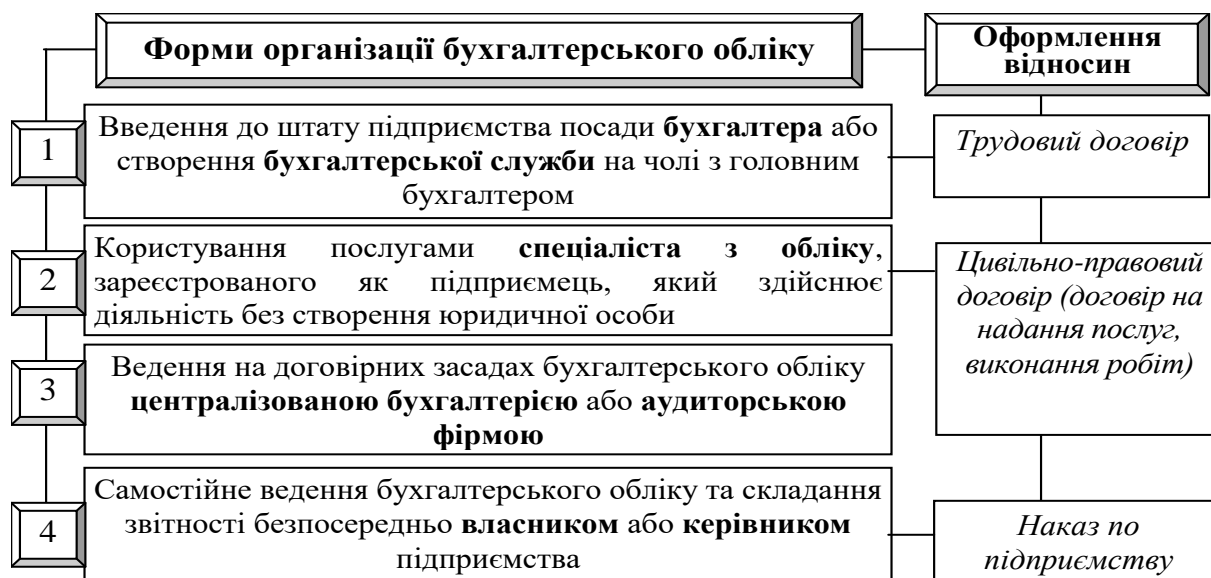 Форми організації бухгалтерського обліку
Оформлення
відносин
1
Введення до штату підприємства посади бухгалтера або
створення бухгалтерської служби на чолі з головним
бухгалтером
Трудовий договір
2
Користування послугами спеціаліста з обліку,
зареєстрованого як підприємець, який здійснює
діяльність без створення юридичної особи
Цивільно-правовий
договір (договір на
надання послуг,
виконання робіт)
3
Ведення на договірних засадах бухгалтерського обліку
централізованою бухгалтерією або аудиторською
фірмою
4
Самостійне ведення бухгалтерського обліку та складання
звітності безпосередньо власником або керівником
підприємства
Наказ по
підприємству